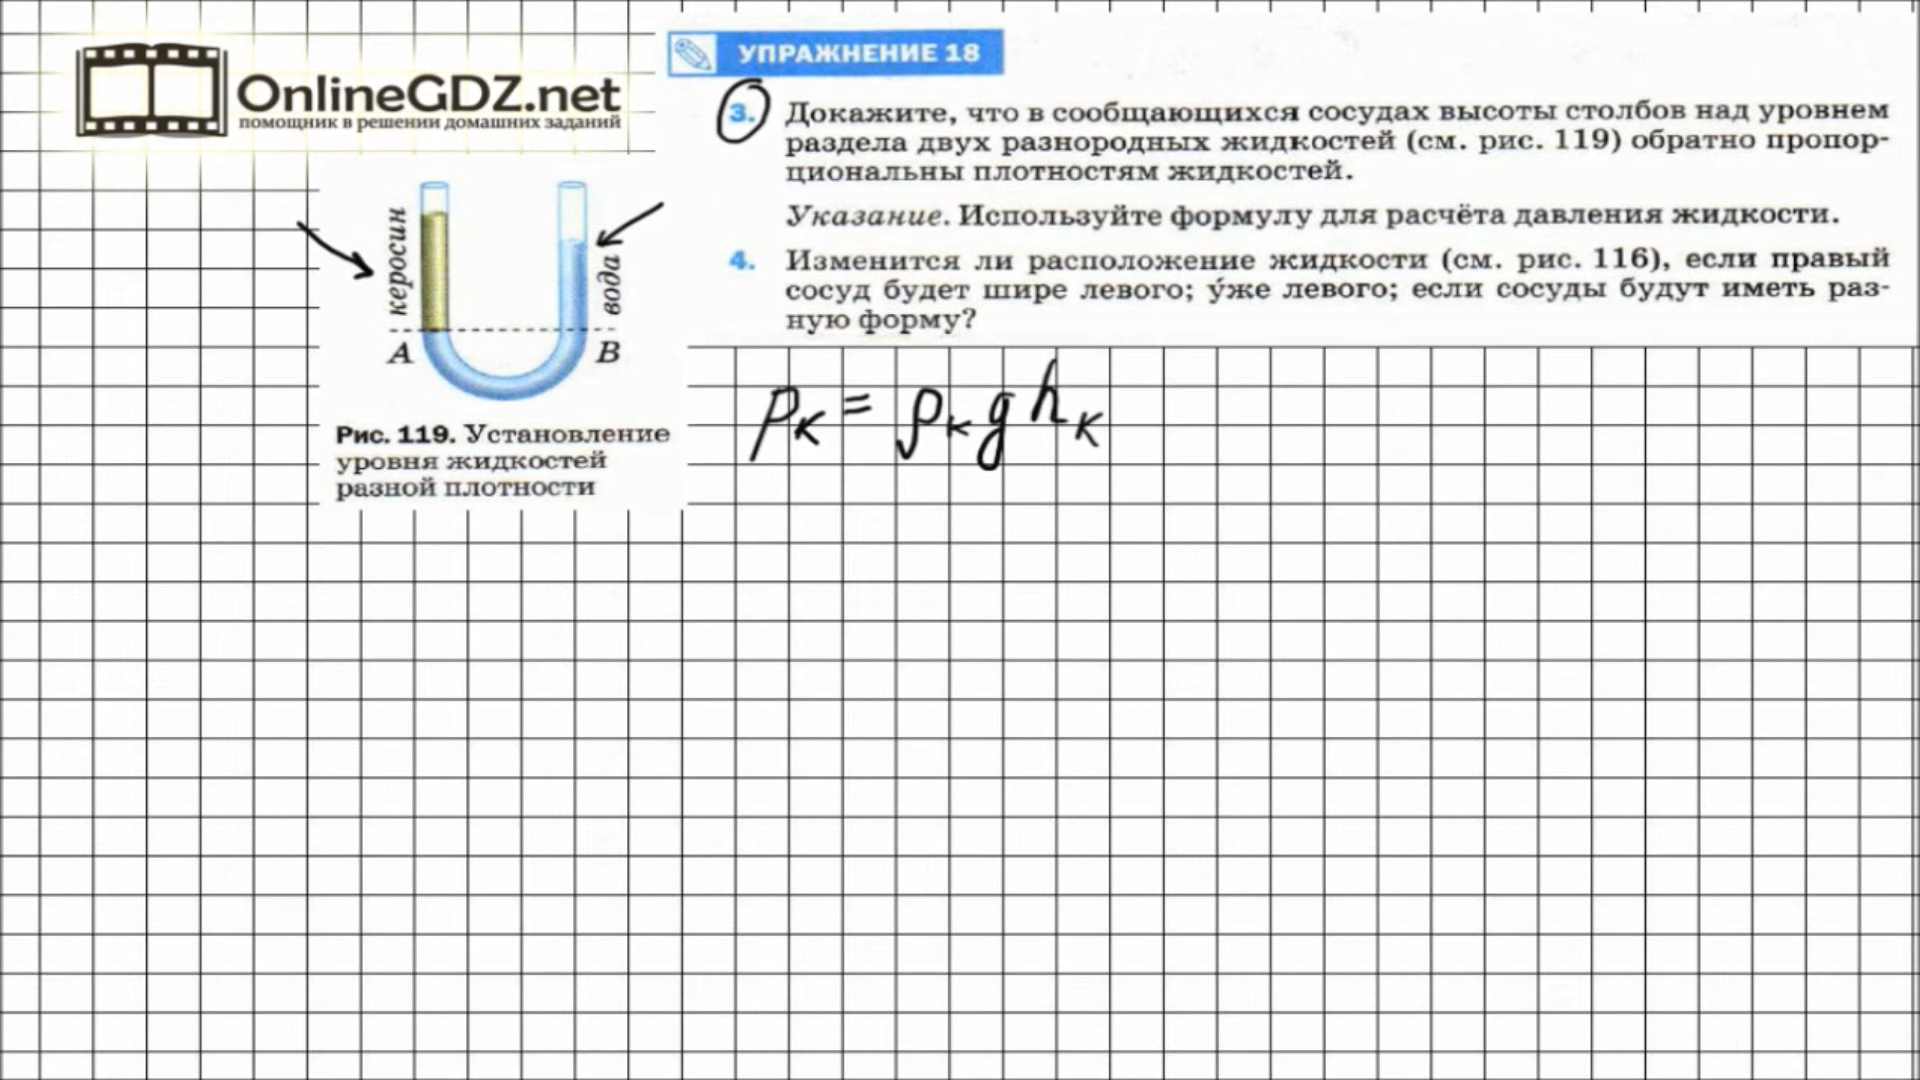 OnlineGDZ.net
помощник в решении домашних заданий
УПРАЖНЕНИЕ 18
3. Докажите, что в сообщающихся сосудах высоты столбов над уровнем
раздела двух разнородных жидкостей (см. рис. 119) обратно пропор-
циональны плотностям жидкостей.
Указание. Используйте формулу для расчёта давления жидкости.
4. Изменится ли расположение жидкости (см. рис. 116), если правый
сосуд будет шире левого; у́же левого; если сосуды будут иметь раз-
ную форму?
керосин
вода
A
B
Рис. 119. Установление
уровня жидкостей
разной плотности
pк = ρк g hк